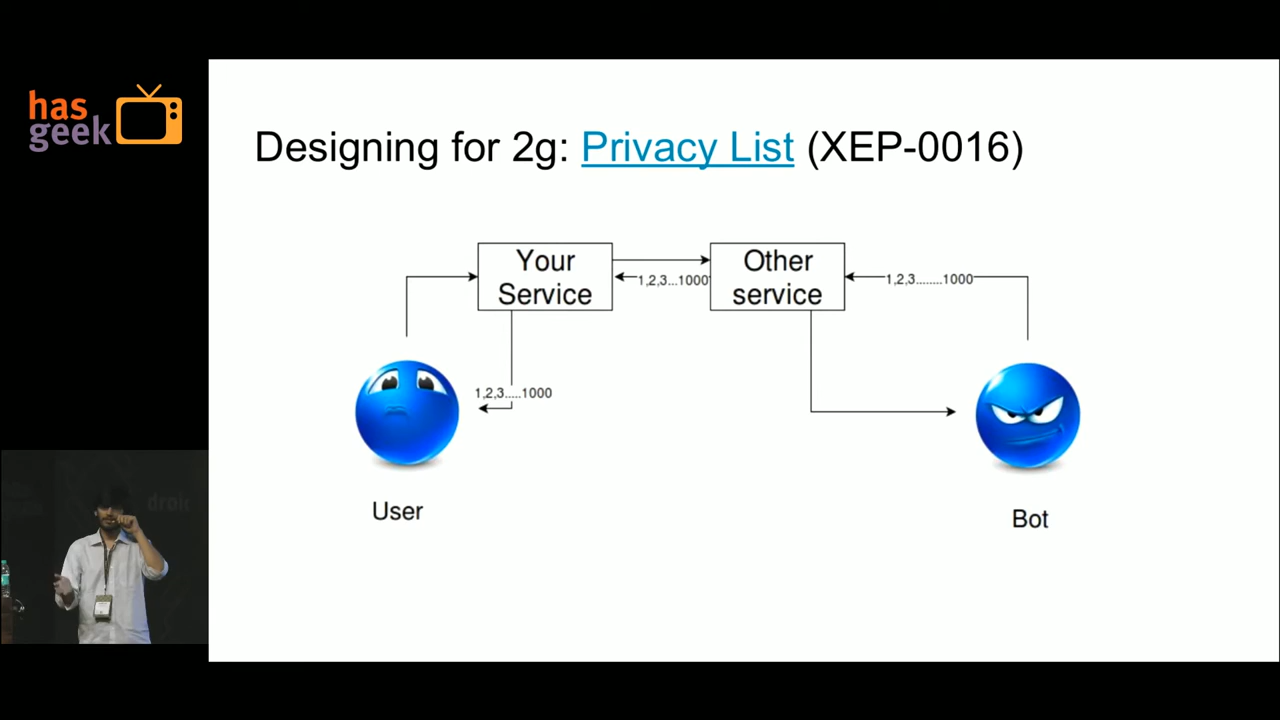 has
geek
Designing for 2g: Privacy List (XEP-0016)
Your
Service
Other
service
1,2,3...1000
1,2,3........1000
1,2,3.....1000
User
Bot
droid